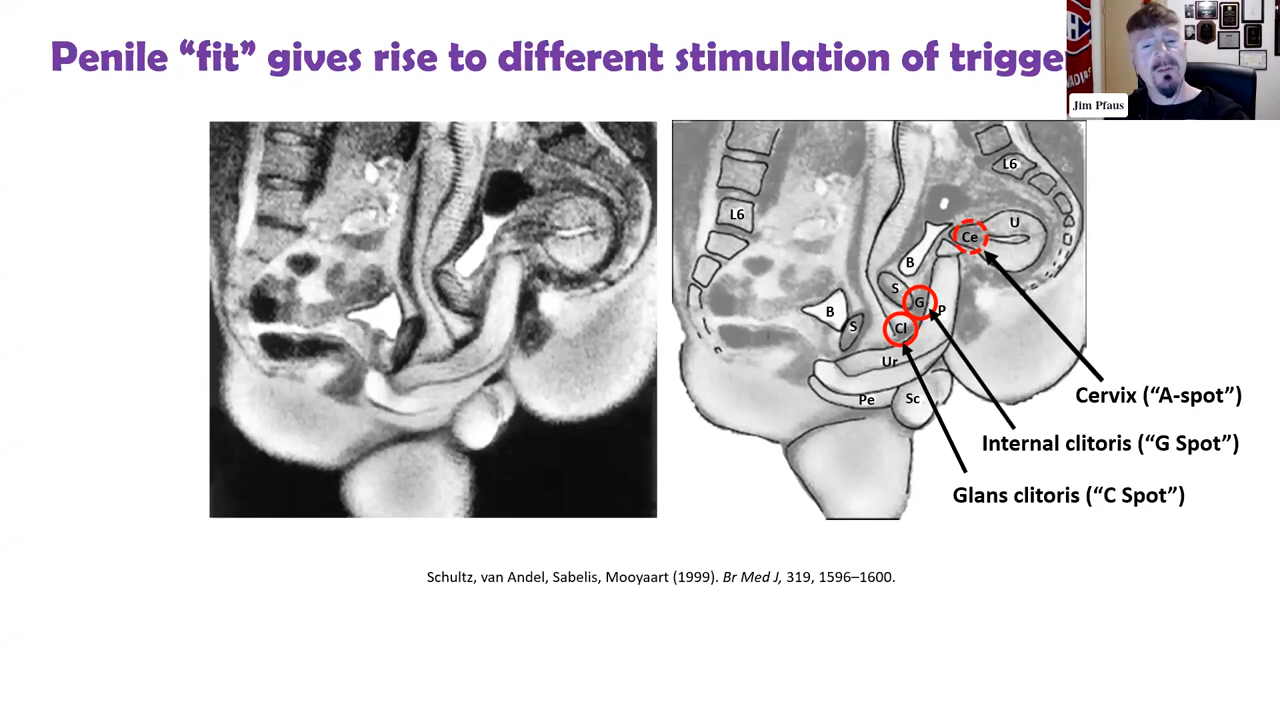 Penile “fit” gives rise to different stimulation of trigge
Jim Pfaus
L6
L6
U
Ce
B
S
G
P
B
S
Cl
Ur
Pe
Sc
Cervix (“A-spot”)
Internal clitoris (“G Spot”)
Glans clitoris (“C Spot”)
Schultz, van Andel, Sabelis, Mooyaart (1999). Br Med J, 319, 1596–1600.